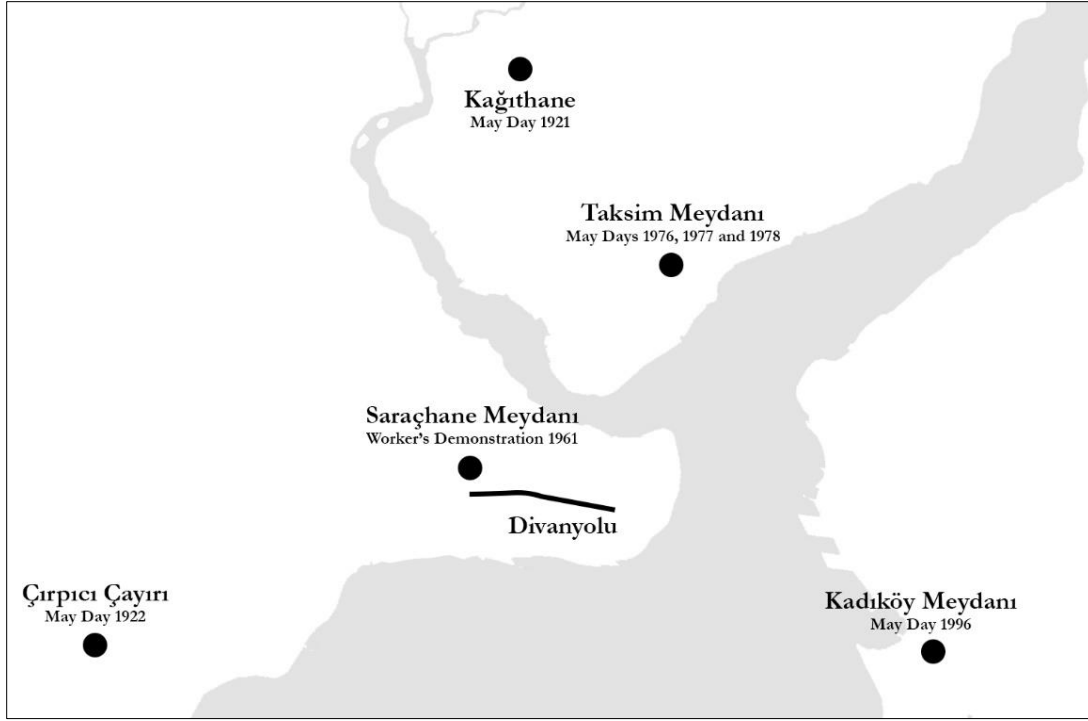 Kağıthane
May Day 1921
Taksim Meydanı
May Days 1976, 1977 and 1978
Saraçhane Meydanı
Worker's Demonstration 1961
Divanyolu
Çırpıcı Çayırı
May Day 1922
Kadıköy Meydanı
May Day 1996